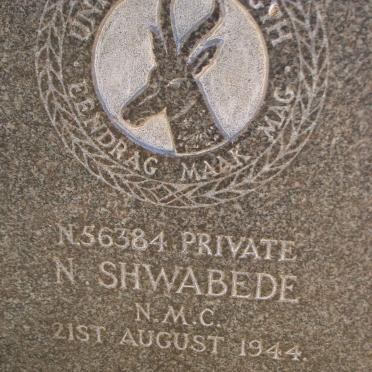 EENDRAG MAAK MAG
N.56384 PRIVATE
N. SHWABEDE
N.M.C.
21ST AUGUST 1944.